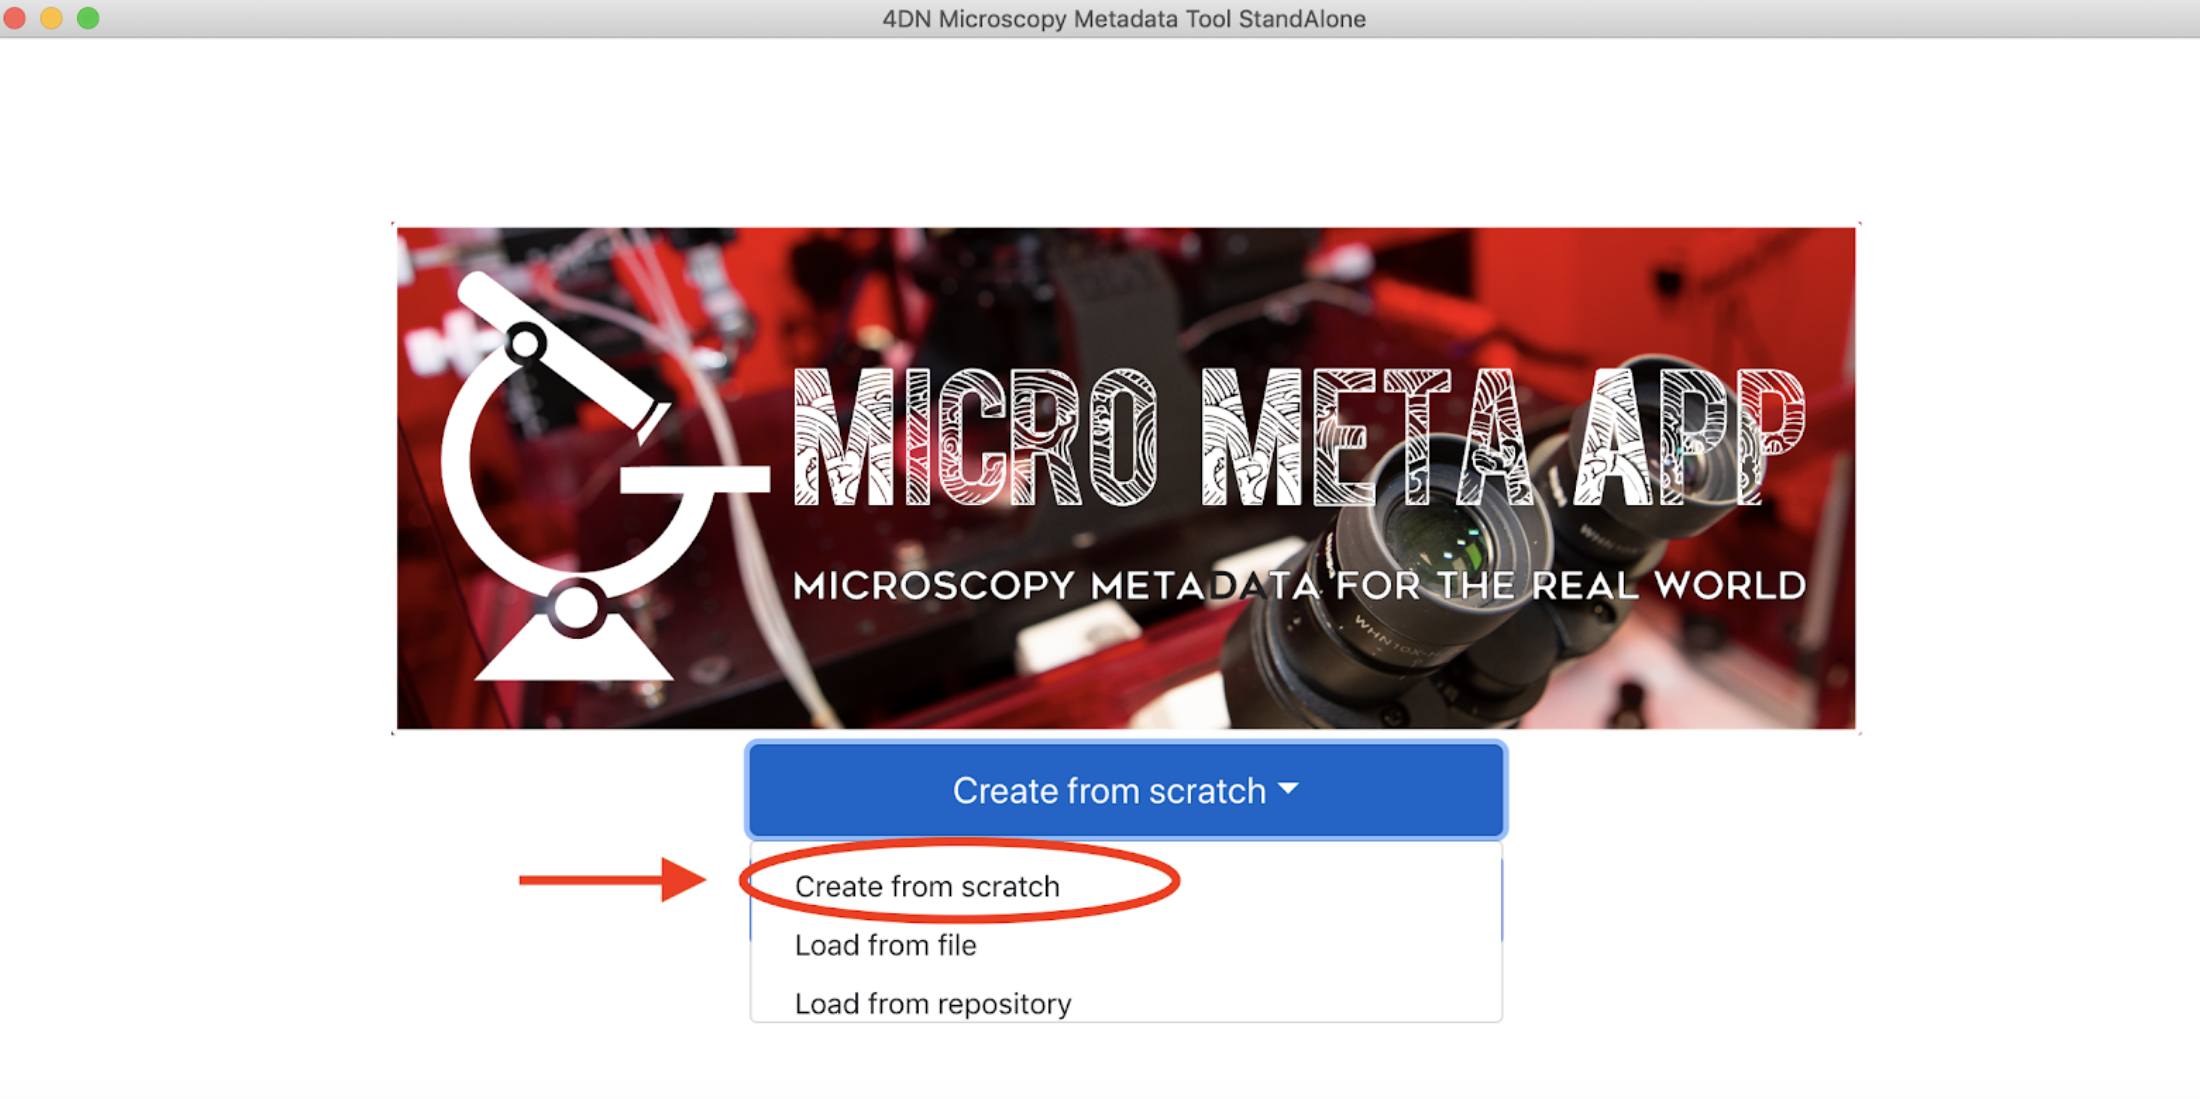 4DN Microscopy Metadata Tool StandAlone
MICRO META APP
MICROSCOPY METADATA FOR THE REAL WORLD
WHN10X-
Create from scratch
Create from scratch
Load from file
Load from repository